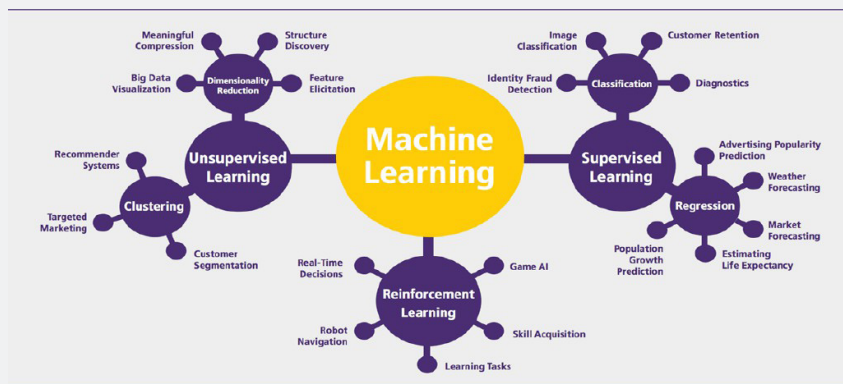 Machine
Learning
Unsupervised
Learning
Dimensionality
Reduction
Meaningful
Compression
Structure
Discovery
Big Data
Visualization
Feature
Elicitation
Clustering
Recommender
Systems
Targeted
Marketing
Customer
Segmentation
Supervised
Learning
Classification
Image
Classification
Customer Retention
Identity Fraud
Detection
Diagnostics
Regression
Advertising Popularity
Prediction
Weather
Forecasting
Market
Forecasting
Population
Growth
Prediction
Estimating
Life Expectancy
Reinforcement
Learning
Real-Time
Decisions
Game AI
Robot
Navigation
Skill Acquisition
Learning Tasks